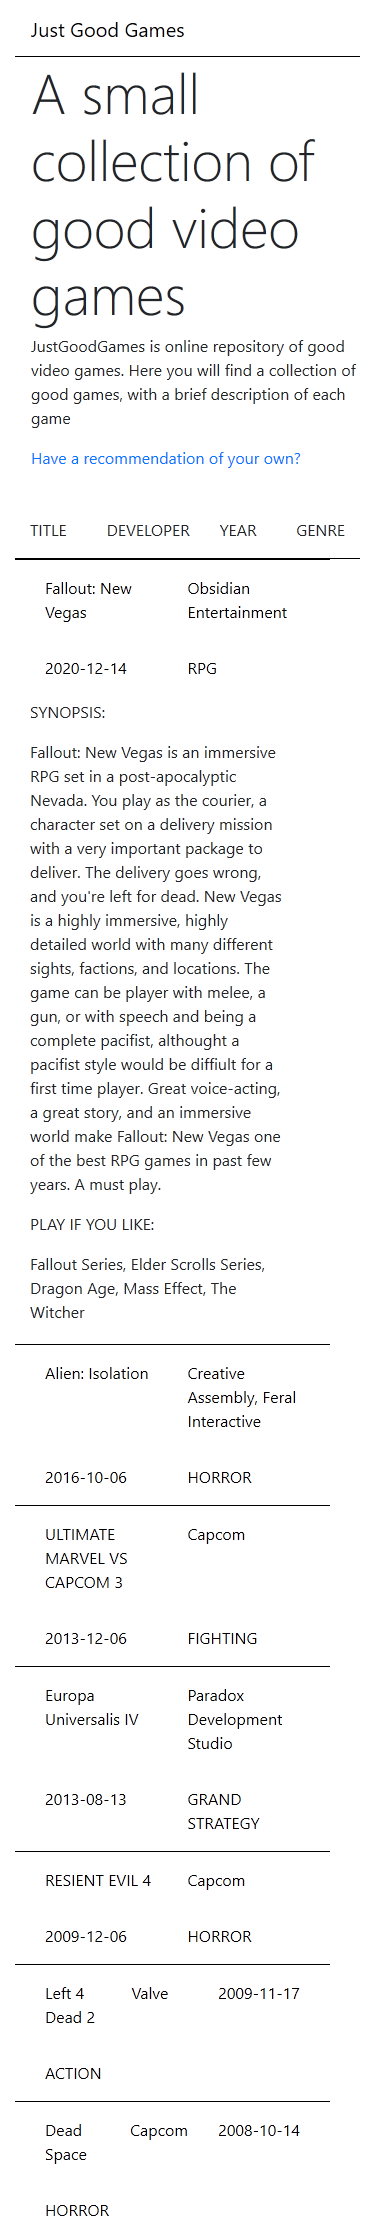 Just Good Games
A small
collection of
good video
games
JustGoodGames is online repository of good
video games. Here you will find a collection of
good games, with a brief description of each
game
Have a recommendation of your own?
TITLE DEVELOPER YEAR GENRE
Fallout: New Obsidian
Vegas Entertainment
2020-12-14 RPG
SYNOPSIS:
Fallout: New Vegas is an immersive
RPG set in a post-apocalyptic
Nevada. You play as the courier, a
character set on a delivery mission
with a very important package to
deliver. The delivery goes wrong,
and you're left for dead. New Vegas
is a highly immersive, highly
detailed world with many different
sights, factions, and locations. The
game can be player with melee, a
gun, or with speech and being a
complete pacifist, althought a
pacifist style would be diffiult for a
first time player. Great voice-acting,
a great story, and an immersive
world make Fallout: New Vegas one
of the best RPG games in past few
years. A must play.
PLAY IF YOU LIKE:
Fallout Series, Elder Scrolls Series,
Dragon Age, Mass Effect, The
Witcher
Alien: Isolation Creative
Assembly, Feral
Interactive
2016-10-06 HORROR
ULTIMATE Capcom
MARVEL VS
CAPCOM 3
2013-12-06 FIGHTING
Europa Paradox
Universalis IV Development
Studio
2013-08-13 GRAND
STRATEGY
RESIENT EVIL 4 Capcom
2009-12-06 HORROR
Left 4 Valve 2009-11-17
Dead 2
ACTION
Dead Capcom 2008-10-14
Space
HORROR